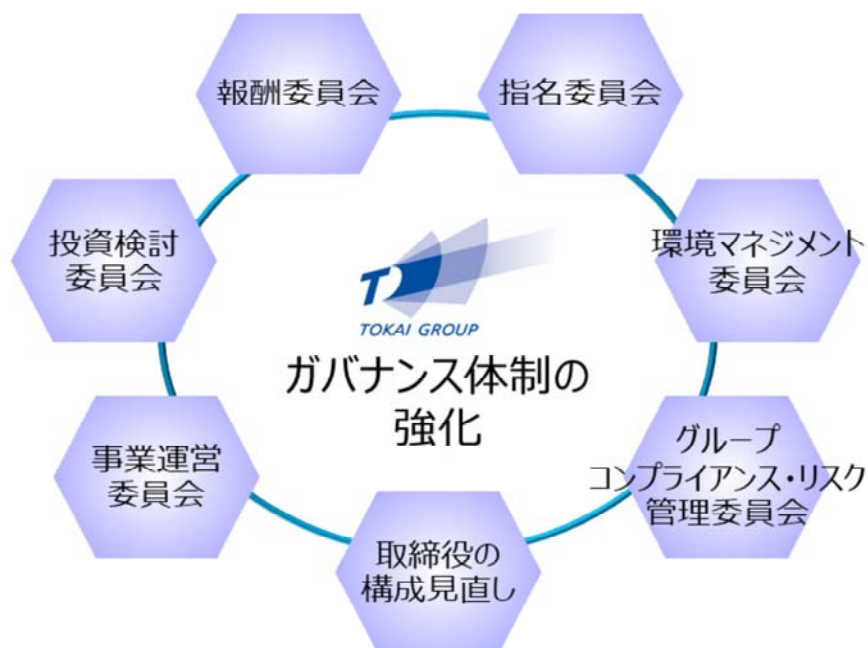 報酬委員会
指名委員会
投資検討
委員会
環境マネジメント
委員会
TOKAI GROUP
ガバナンス体制の
強化
事業運営
委員会
グループ
コンプライアンス・リスク
管理委員会
取締役の
構成見直し